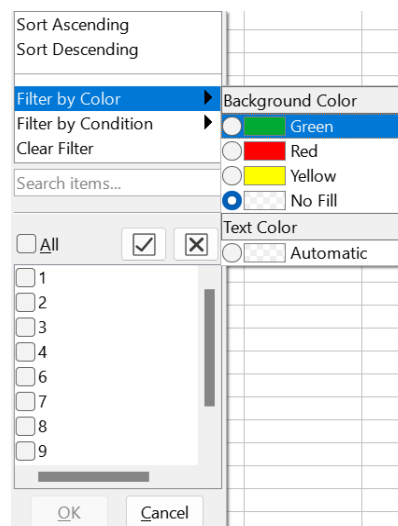 Sort Ascending
Sort Descending
Filter by Color
Filter by Condition
Clear Filter
Search items...
All
1
2
3
4
6
7
8
9
OK
Cancel
Background Color
Green
Red
Yellow
No Fill
Text Color
Automatic